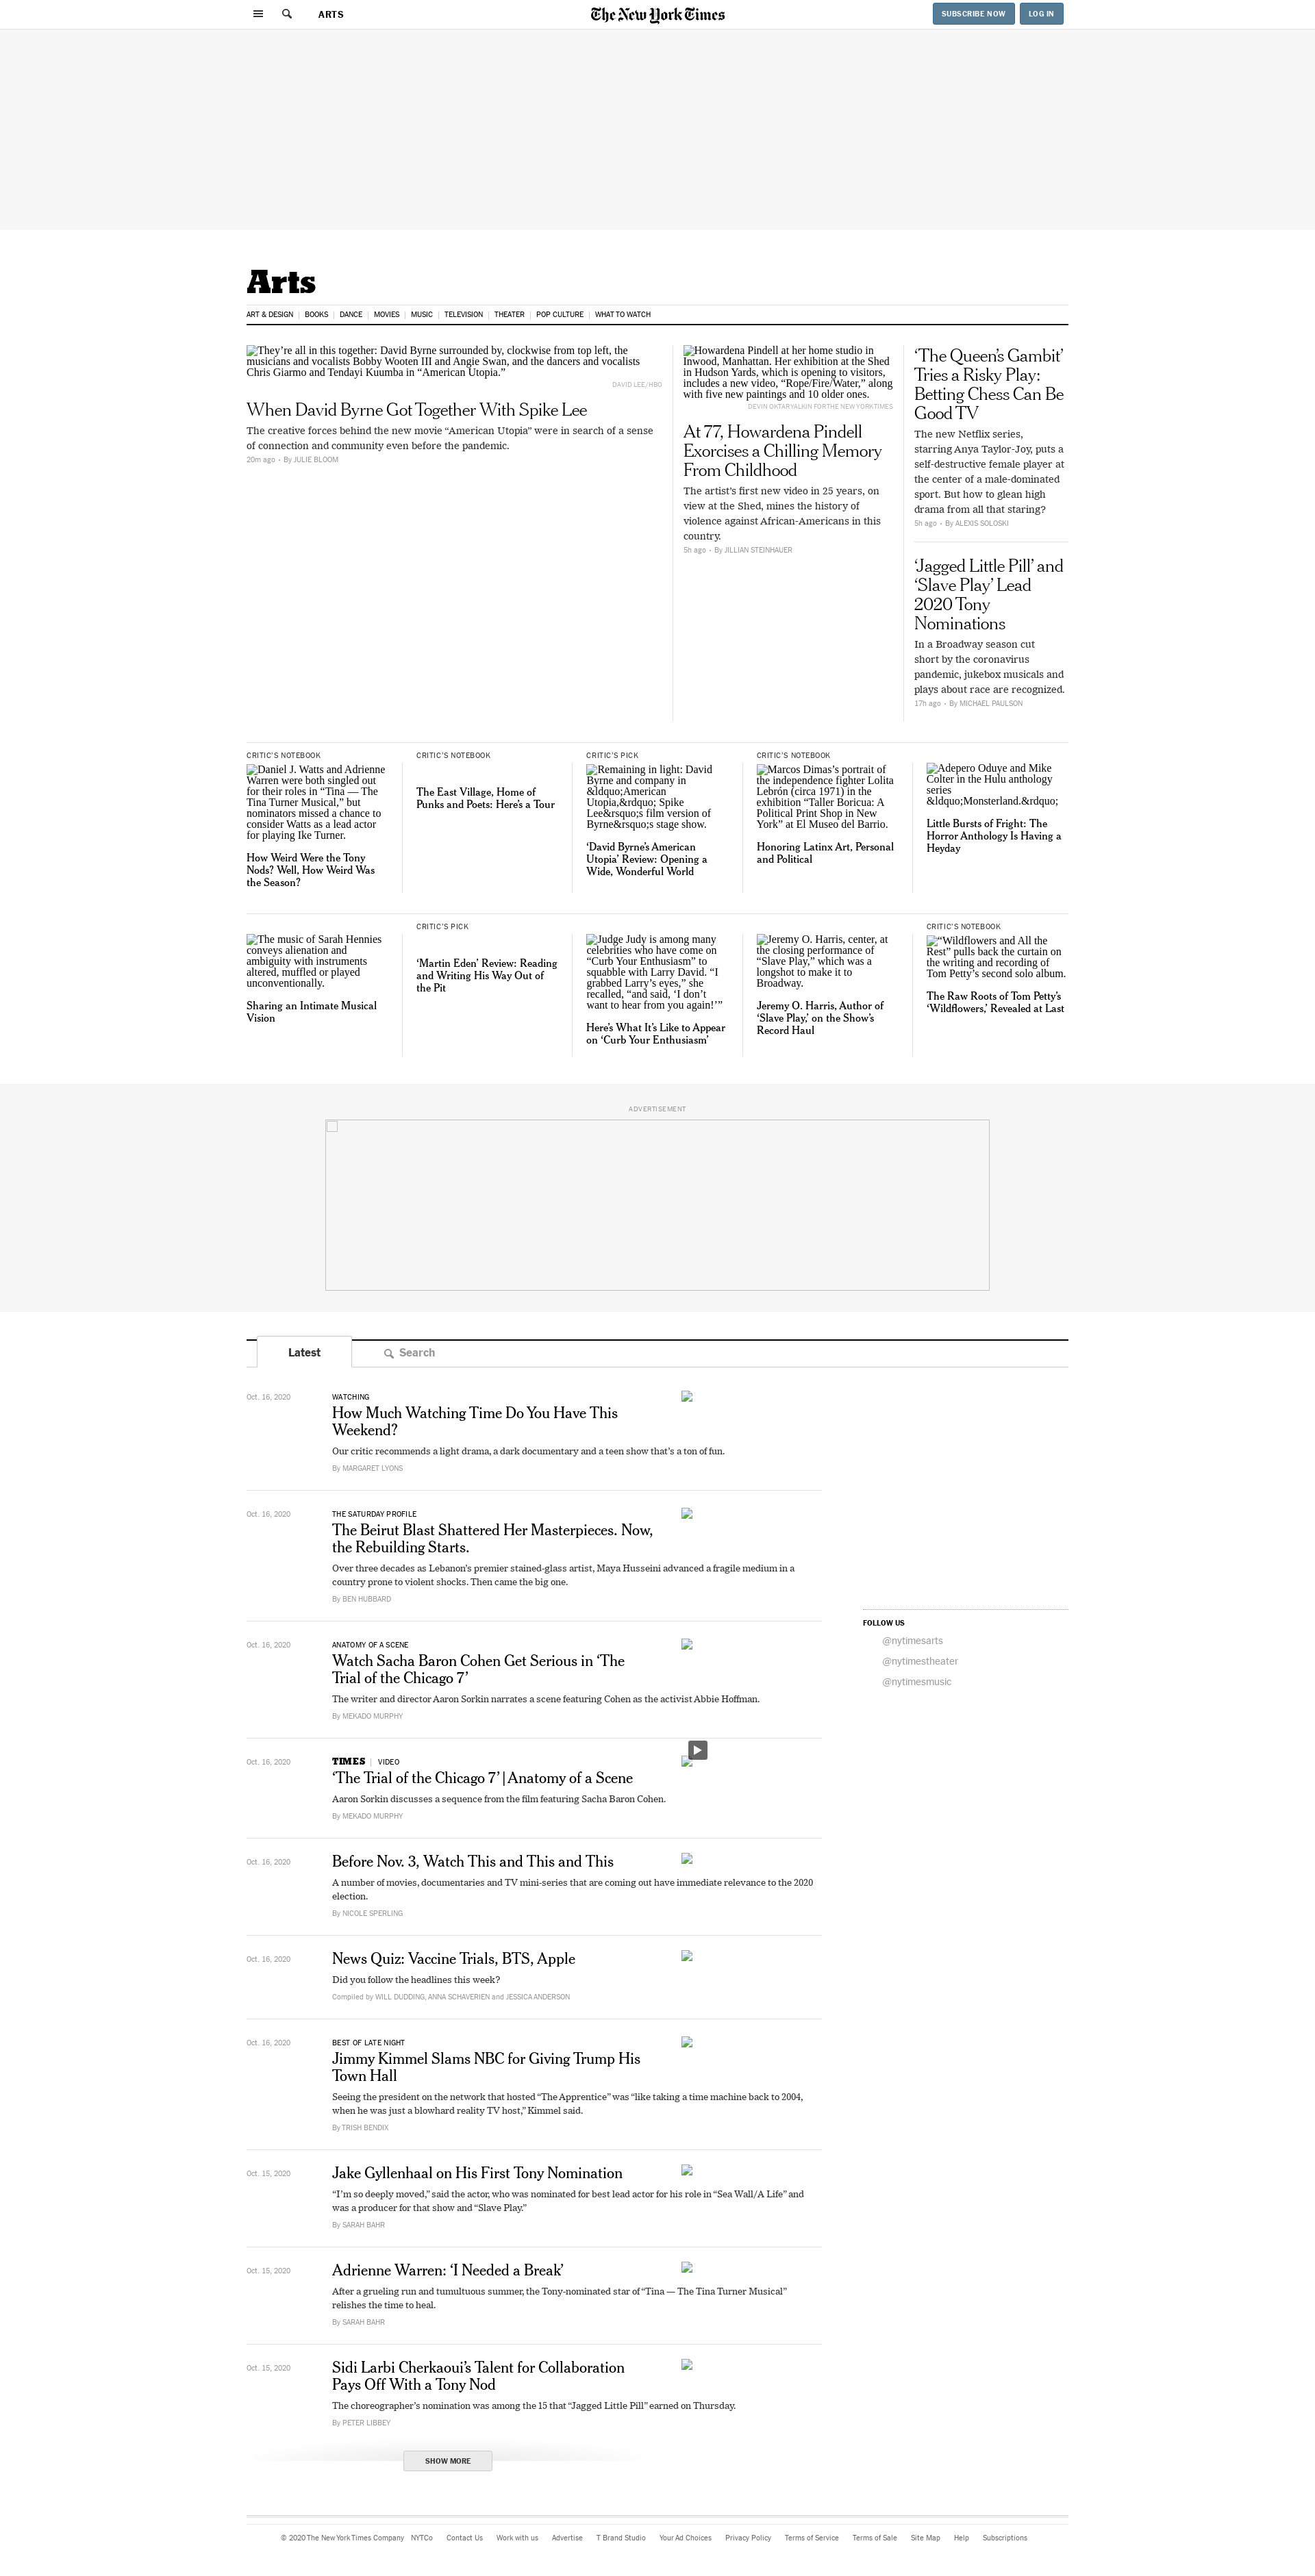 ARTS
The New York Times
SUBSCRIBE NOW
LOG IN
Arts
ART & DESIGN
BOOKS
DANCE
MOVIES
MUSIC
TELEVISION
THEATER
POP CULTURE
WHAT TO WATCH
They’re all in this together: David Byrne surrounded by, clockwise from top left, the
musicians and vocalists Bobby Wooten III and Angie Swan, and the dancers and vocalists
Chris Giarmo and Tendayi Kuumba in “American Utopia.”
DAVID LEE/HBO
When David Byrne Got Together With Spike Lee
The creative forces behind the new movie “American Utopia” were in search of a sense
of connection and community even before the pandemic.
20m ago • By JULIE BLOOM
Howardena Pindell at her home studio in
Inwood, Manhattan. Her exhibition at the Shed
in Hudson Yards, which is opening to visitors,
includes a new video, “Rope/Fire/Water,” along
with five new paintings and 10 older ones.
DEVIN OKTAR YALKIN FOR THE NEW YORK TIMES
At 77, Howardena Pindell
Exorcises a Chilling Memory
From Childhood
The artist’s first new video in 25 years, on
view at the Shed, mines the history of
violence against African-Americans in this
country.
5h ago • By JILLIAN STEINHAUER
‘The Queen’s Gambit’
Tries a Risky Play:
Betting Chess Can Be
Good TV
The new Netflix series,
starring Anya Taylor-Joy, puts a
self-destructive female player at
the center of a male-dominated
sport. But how to glean high
drama from all that staring?
5h ago • By ALEXIS SOLOSKI
‘Jagged Little Pill’ and
‘Slave Play’ Lead
2020 Tony
Nominations
In a Broadway season cut
short by the coronavirus
pandemic, jukebox musicals and
plays about race are recognized.
17h ago • By MICHAEL PAULSON
CRITIC’S NOTEBOOK
Daniel J. Watts and Adrienne
Warren were both singled out
for their roles in “Tina — The
Tina Turner Musical,” but
nominators missed a chance to
consider Watts as a lead actor
for playing Ike Turner.
How Weird Were the Tony
Nods? Well, How Weird Was
the Season?
CRITIC’S NOTEBOOK
The East Village, Home of
Punks and Poets: Here’s a Tour
CRITIC’S PICK
Remaining in light: David
Byrne and company in
&ldquo;American
Utopia,&rdquo; Spike
Lee&rsquo;s film version of
Byrne&rsquo;s stage show.
‘David Byrne’s American
Utopia’ Review: Opening a
Wide, Wonderful World
CRITIC’S NOTEBOOK
Marcos Dimas’s portrait of
the independence fighter Lolita
Lebrón (circa 1971) in the
exhibition “Taller Boricua: A
Political Print Shop in New
York” at El Museo del Barrio.
Honoring Latinx Art, Personal
and Political
Adepero Oduye and Mike
Colter in the Hulu anthology
series
&ldquo;Monsterland.&rdquo;
Little Bursts of Fright: The
Horror Anthology Is Having a
Heyday
The music of Sarah Hennies
conveys alienation and
ambiguity with instruments
altered, muffled or played
unconventionally.
Sharing an Intimate Musical
Vision
CRITIC’S PICK
‘Martin Eden’ Review: Reading
and Writing His Way Out of
the Pit
Judge Judy is among many
celebrities who have come on
“Curb Your Enthusiasm” to
squabble with Larry David. “I
grabbed Larry’s eyes,” she
recalled, “and said, ‘I don’t
want to hear from you again!’”
Here’s What It’s Like to Appear
on ‘Curb Your Enthusiasm’
Jeremy O. Harris, center, at
the closing performance of
“Slave Play,” which was a
longshot to make it to
Broadway.
Jeremy O. Harris, Author of
‘Slave Play,’ on the Show’s
Record Haul
CRITIC’S NOTEBOOK
“Wildflowers and All the
Rest” pulls back the curtain on
the writing and recording of
Tom Petty’s second solo album.
The Raw Roots of Tom Petty’s
‘Wildflowers,’ Revealed at Last
ADVERTISEMENT
Latest
Search
Oct. 16, 2020
WATCHING
How Much Watching Time Do You Have This
Weekend?
Our critic recommends a light drama, a dark documentary and a teen show that’s a ton of fun.
By MARGARET LYONS
Oct. 16, 2020
THE SATURDAY PROFILE
The Beirut Blast Shattered Her Masterpieces. Now,
the Rebuilding Starts.
Over three decades as Lebanon’s premier stained-glass artist, Maya Husseini advanced a fragile medium in a
country prone to violent shocks. Then came the big one.
By BEN HUBBARD
FOLLOW US
@nytimesarts
@nytimestheater
@nytimesmusic
Oct. 16, 2020
ANATOMY OF A SCENE
Watch Sacha Baron Cohen Get Serious in ‘The
Trial of the Chicago 7’
The writer and director Aaron Sorkin narrates a scene featuring Cohen as the activist Abbie Hoffman.
By MEKADO MURPHY
Oct. 16, 2020
TIMES | VIDEO
‘The Trial of the Chicago 7’ | Anatomy of a Scene
Aaron Sorkin discusses a sequence from the film featuring Sacha Baron Cohen.
By MEKADO MURPHY
Oct. 16, 2020
Before Nov. 3, Watch This and This and This
A number of movies, documentaries and TV mini-series that are coming out have immediate relevance to the 2020
election.
By NICOLE SPERLING
Oct. 16, 2020
News Quiz: Vaccine Trials, BTS, Apple
Did you follow the headlines this week?
Compiled by WILL DUDDING, ANNA SCHAVERIEN and JESSICA ANDERSON
Oct. 16, 2020
BEST OF LATE NIGHT
Jimmy Kimmel Slams NBC for Giving Trump His
Town Hall
Seeing the president on the network that hosted “The Apprentice” was “like taking a time machine back to 2004,
when he was just a blowhard reality TV host,” Kimmel said.
By TRISH BENDIX
Oct. 15, 2020
Jake Gyllenhaal on His First Tony Nomination
“I’m so deeply moved,” said the actor, who was nominated for best lead actor for his role in “Sea Wall/A Life” and
was a producer for that show and “Slave Play.”
By SARAH BAHR
Oct. 15, 2020
Adrienne Warren: ‘I Needed a Break’
After a grueling run and tumultuous summer, the Tony-nominated star of “Tina — The Tina Turner Musical”
relishes the time to heal.
By SARAH BAHR
Oct. 15, 2020
Sidi Larbi Cherkaoui’s Talent for Collaboration
Pays Off With a Tony Nod
The choreographer’s nomination was among the 15 that “Jagged Little Pill” earned on Thursday.
By PETER LIBBEY
SHOW MORE
© 2020 The New York Times Company
NYTCo
Contact Us
Work with us
Advertise
T Brand Studio
Your Ad Choices
Privacy Policy
Terms of Service
Terms of Sale
Site Map
Help
Subscriptions